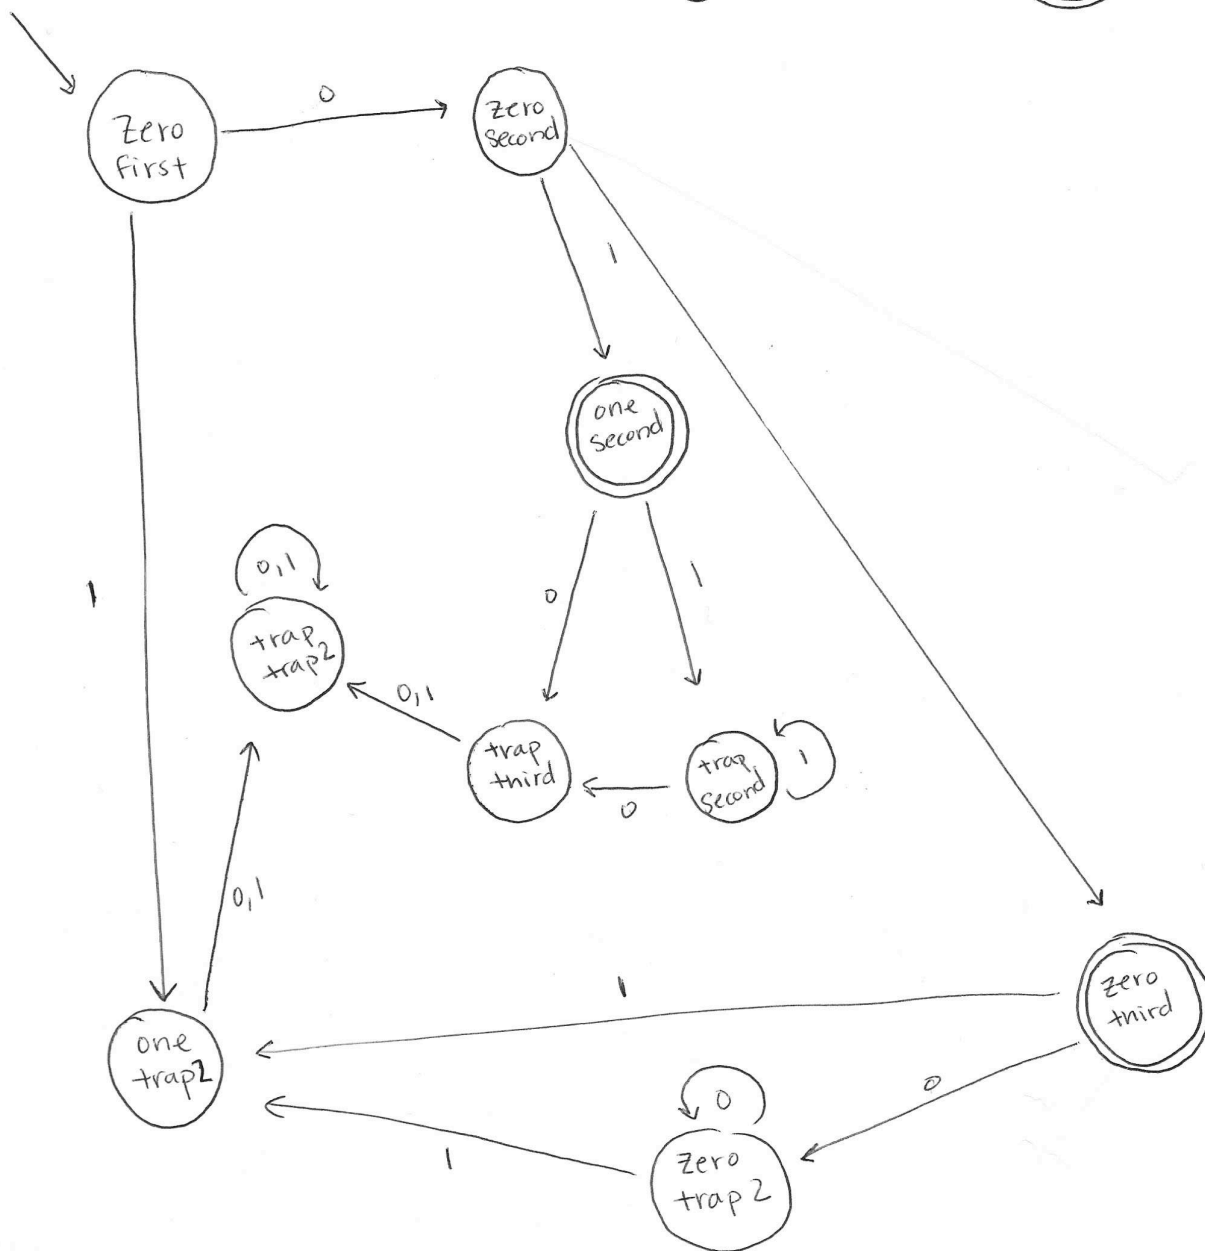 0
zero
first
zero
second
1
one
second
0,1
1
0
1
trap
trap2
0,1
trap
third
trap
second
1
0
0,1
1
zero
third
one
trap2
0
0
1
zero
trap 2